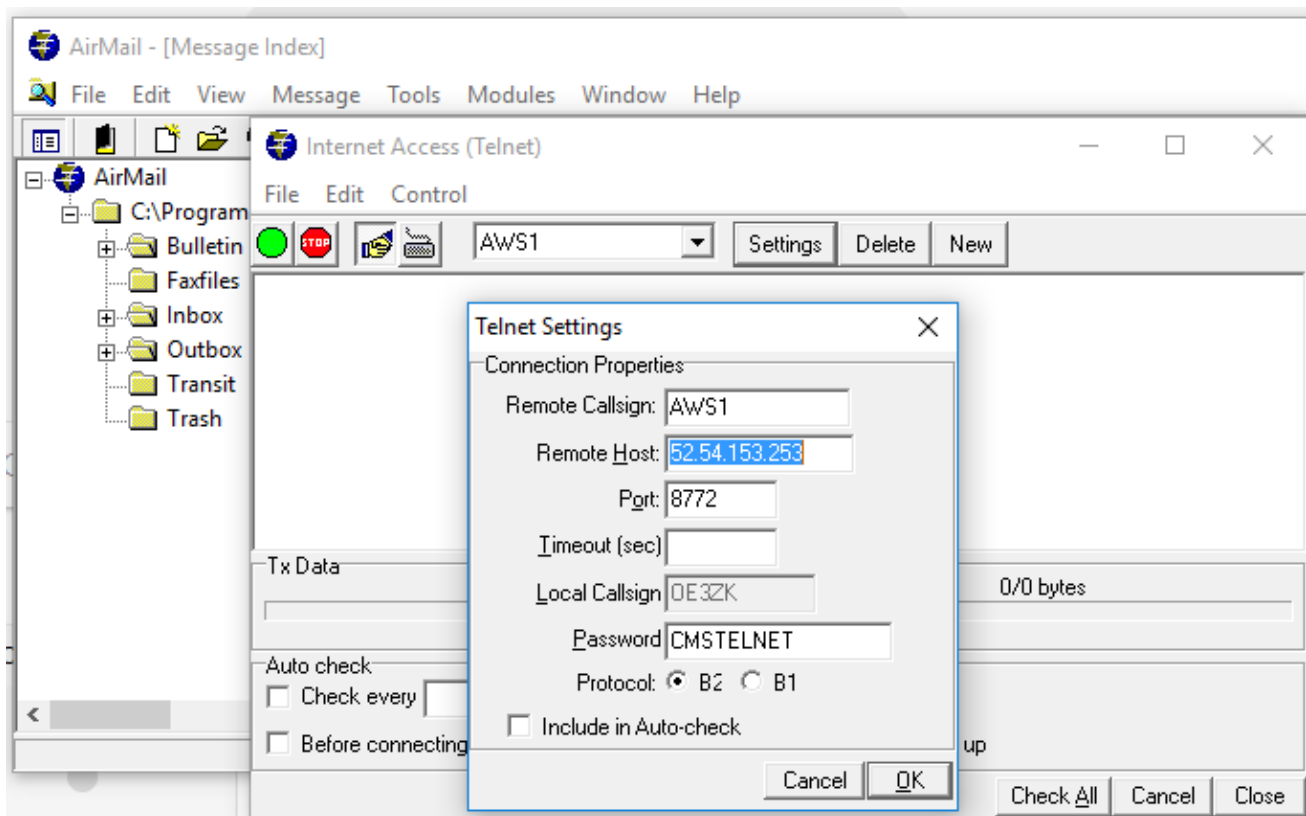 AirMail - [Message Index]
File Edit View Message Tools Modules Window Help
Internet Access (Telnet)
File Edit Control
STOP
AWS1
Settings
Delete
New
AirMail
C:\Program
Bulletin
Faxfiles
Inbox
Outbox
Transit
Trash
Telnet Settings
Connection Properties
Remote Callsign: AWS1
Remote Host: 52.54.153.253
Port: 8772
Timeout (sec)
Local Callsign OE3ZK
Password CMSTELNET
Protocol: B2 B1
Include in Auto-check
Cancel OK
Tx Data
0/0 bytes
Auto check
Check every
Before connecting
up
Check All Cancel Close